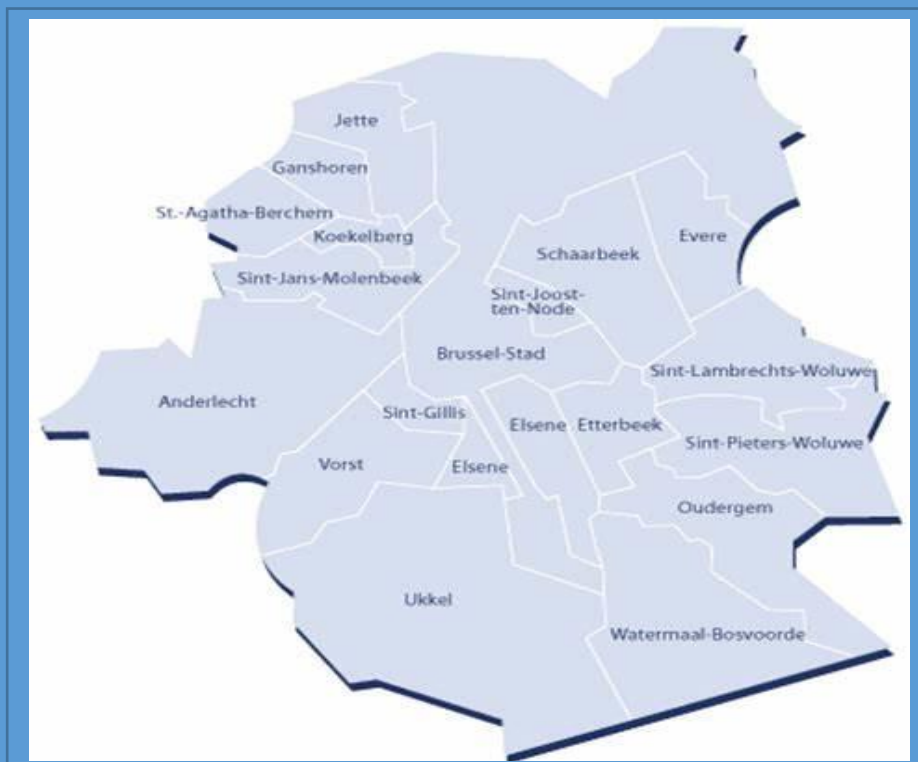 Jette
Ganshoren
St.-Agatha-Berchem
Koekelberg
Sint-Jans-Molenbeek
Schaarbeek
Evere
Sint-Joost-
ten-Node
Brussel-Stad
Sint-Lambrechts-Woluwe
Anderlecht
Sint-Gillis
Elsene
Etterbeek
Sint-Pieters-Woluwe
Vorst
Elsene
Oudergem
Ukkel
Watermaal-Bosvoorde